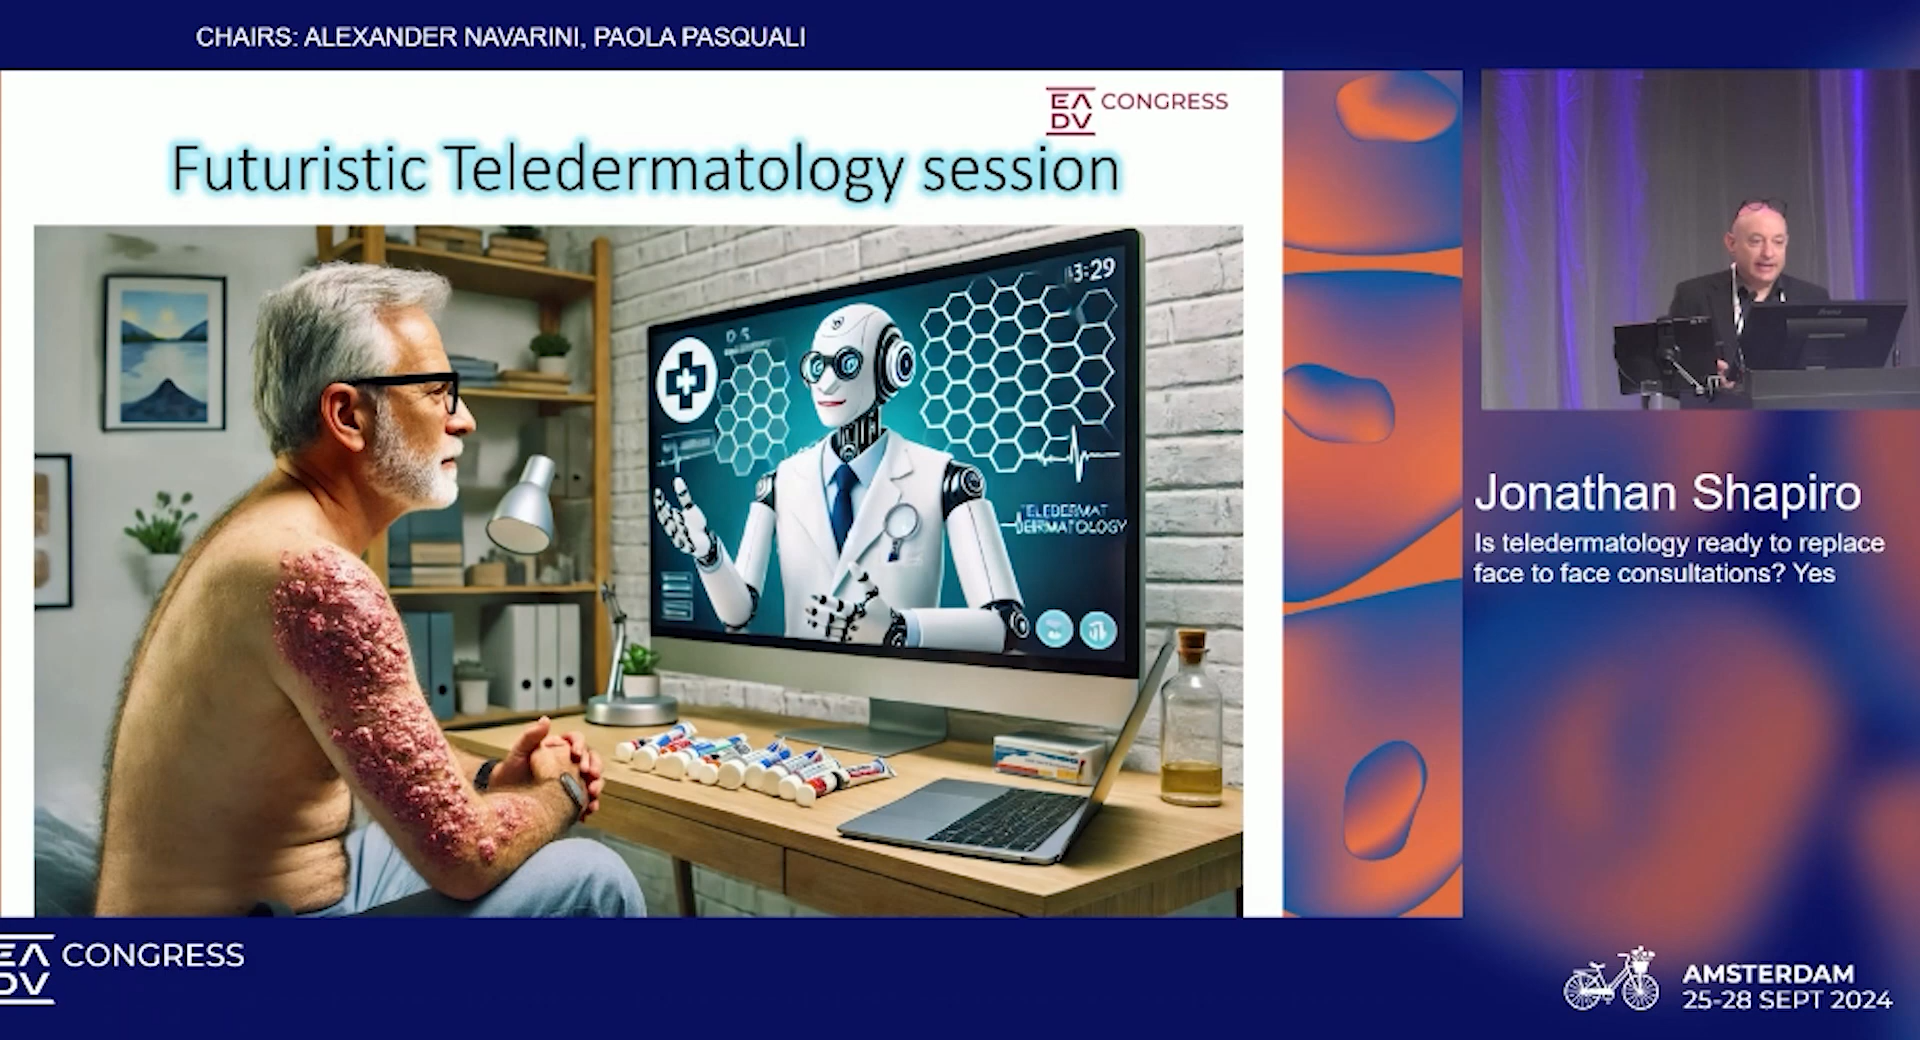 CHAIRS: ALEXANDER NAVARINI, PAOLA PASQUALI
EADV CONGRESS
Futuristic Teledermatology session
13:29
TELEDERMAT
DERMATOLOGY
Jonathan Shapiro
Is teledermatology ready to replace
face to face consultations? Yes
EADV CONGRESS
AMSTERDAM
25-28 SEPT 2024